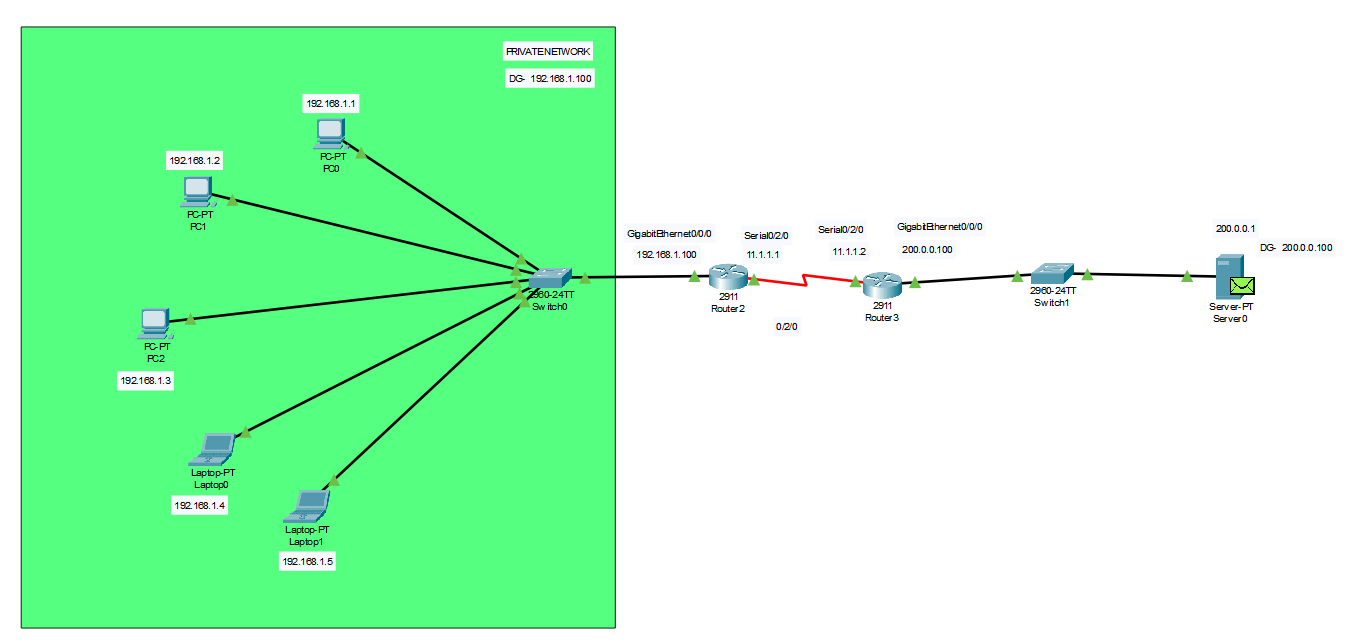 PRIVATE NETWORK
DG- 192.168.1.100
192.168.1.1
PC-PT
PC0
192.168.1.2
PC-PT
PC1
PC-PT
PC2
192.168.1.3
Laptop-PT
Laptop0
192.168.1.4
Laptop-PT
Laptop1
192.168.1.5
2960-24TT
Switch0
GigabitEthernet0/0/0
192.168.1.100
2911
Router2
Serial0/2/0
11.1.1.1
0/2/0
Serial0/2/0
11.1.1.2
2911
Router3
GigabitEthernet0/0/0
200.0.0.100
2960-24TT
Switch1
200.0.0.1
DG- 200.0.0.100
Server-PT
Server0